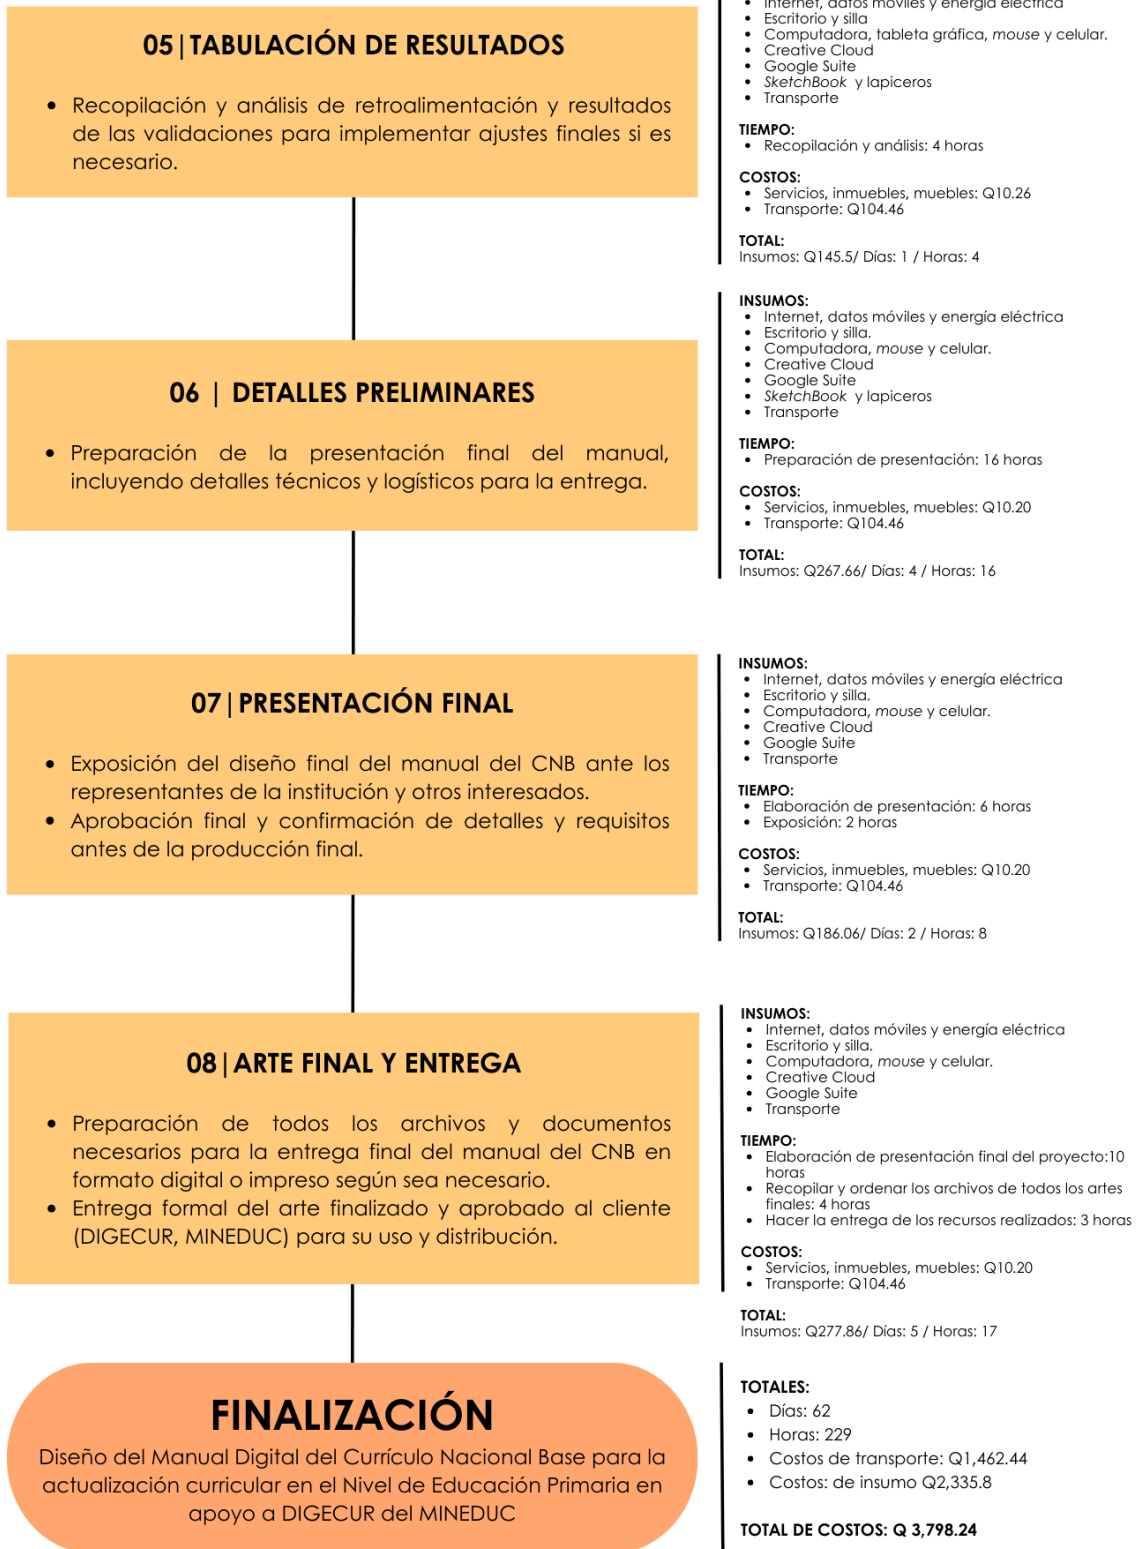 05|TABULACIÓN DE RESULTADOS
• Recopilación y análisis de retroalimentación y resultados
de las validaciones para implementar ajustes finales si es
necesario.
Internet, datos móviles y energía eléctrica
• Escritorio y silla
• Computadora, tableta gráfica, mouse y celular.
• Creative Cloud
• Google Suite
• SketchBook y lapiceros
• Transporte
TIEMPO:
• Recopilación y análisis: 4 horas
COSTOS:
• Servicios, inmuebles, muebles: Q10.26
• Transporte: Q104.46
TOTAL:
Insumos: Q145.5/ Días: 1 / Horas: 4
06 | DETALLES PRELIMINARES
• Preparación de la presentación final del manual,
incluyendo detalles técnicos y logísticos para la entrega.
INSUMOS:
• Internet, datos móviles y energía eléctrica
• Escritorio y silla.
• Computadora, mouse y celular.
• Creative Cloud
• Google Suite
• SketchBook y lapiceros
• Transporte
TIEMPO:
• Preparación de presentación: 16 horas
COSTOS:
• Servicios, inmuebles, muebles: Q10.20
• Transporte: Q104.46
TOTAL:
Insumos: Q267.66/ Días: 4 / Horas: 16
07|PRESENTACIÓN FINAL
• Exposición del diseño final del manual del CNB ante los
representantes de la institución y otros interesados.
• Aprobación final y confirmación de detalles y requisitos
antes de la producción final.
INSUMOS:
• Internet, datos móviles y energía eléctrica
• Escritorio y silla.
• Computadora, mouse y celular.
• Creative Cloud
• Google Suite
• Transporte
TIEMPO:
• Elaboración de presentación: 6 horas
• Exposición: 2 horas
COSTOS:
• Servicios, inmuebles, muebles: Q10.20
• Transporte: Q104.46
TOTAL:
Insumos: Q186.06/ Días: 2 / Horas: 8
08|ARTE FINAL Y ENTREGA
• Preparación de todos los archivos y documentos
necesarios para la entrega final del manual del CNB en
formato digital o impreso según sea necesario.
• Entrega formal del arte finalizado y aprobado al cliente
(DIGECUR, MINEDUC) para su uso y distribución.
INSUMOS:
• Internet, datos móviles y energía eléctrica
• Escritorio y silla.
• Computadora, mouse y celular.
• Creative Cloud
• Google Suite
• Transporte
TIEMPO:
• Elaboración de presentación final del proyecto:10
horas
• Recopilar y ordenar los archivos de todos los artes
finales: 4 horas
• Hacer la entrega de los recursos realizados: 3 horas
COSTOS:
• Servicios, inmuebles, muebles: Q10.20
• Transporte: Q104.46
TOTAL:
Insumos: Q277.86/ Días: 5 / Horas: 17
FINALIZACIÓN
Diseño del Manual Digital del Currículo Nacional Base para la
actualización curricular en el Nivel de Educación Primaria en
apoyo a DIGECUR del MINEDUC
TOTALES:
• Días: 62
• Horas: 229
• Costos de transporte: Q1,462.44
• Costos: de insumo Q2,335.8
TOTAL DE COSTOS: Q 3,798.24